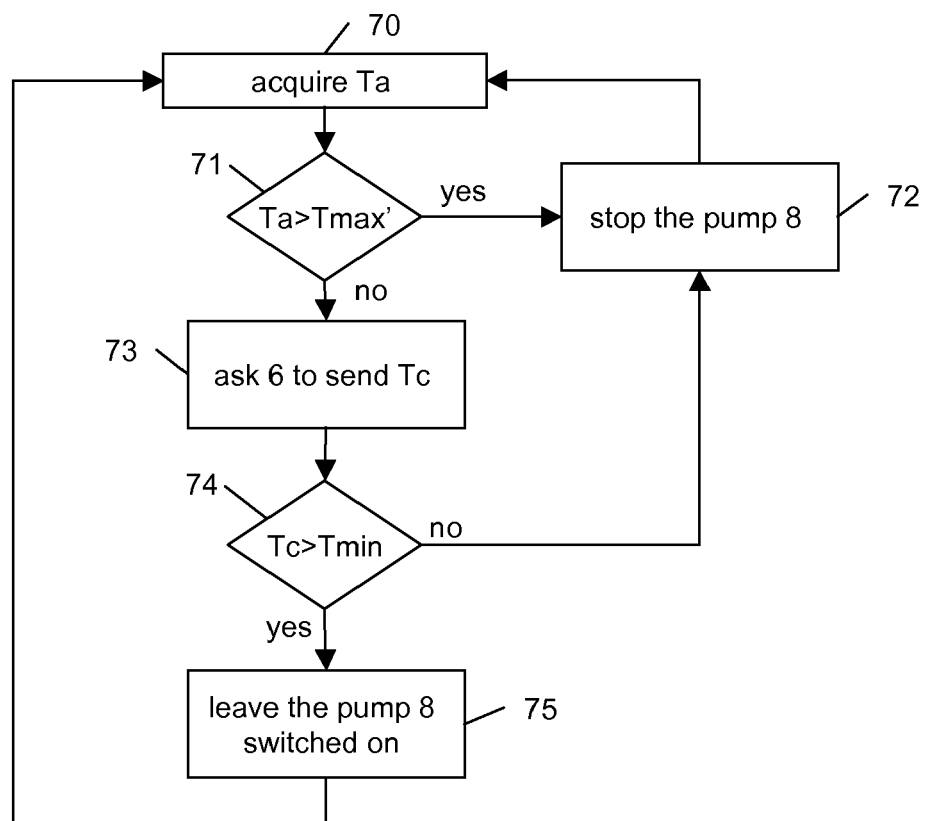 70
acquire Ta
71
Ta>Tmax’
yes
stop the pump 8
72
no
73
ask 6 to send Tc
74
Tc>Tmin
no
yes
leave the pump 8
switched on
75